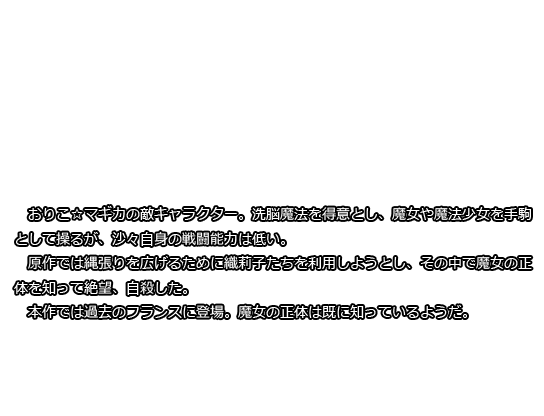 おりこ☆マギカの敵キャラクター。洗脳魔法を得意とし、魔女や魔法少女を手駒
として操るが、沙々自身の戦闘能力は低い。
　原作では縄張りを広げるために織莉子たちを利用しようとし、その中で魔女の正
体を知って絶望、自殺した。
　本作では過去のフランスに登場。魔女の正体は既に知っているようだ。